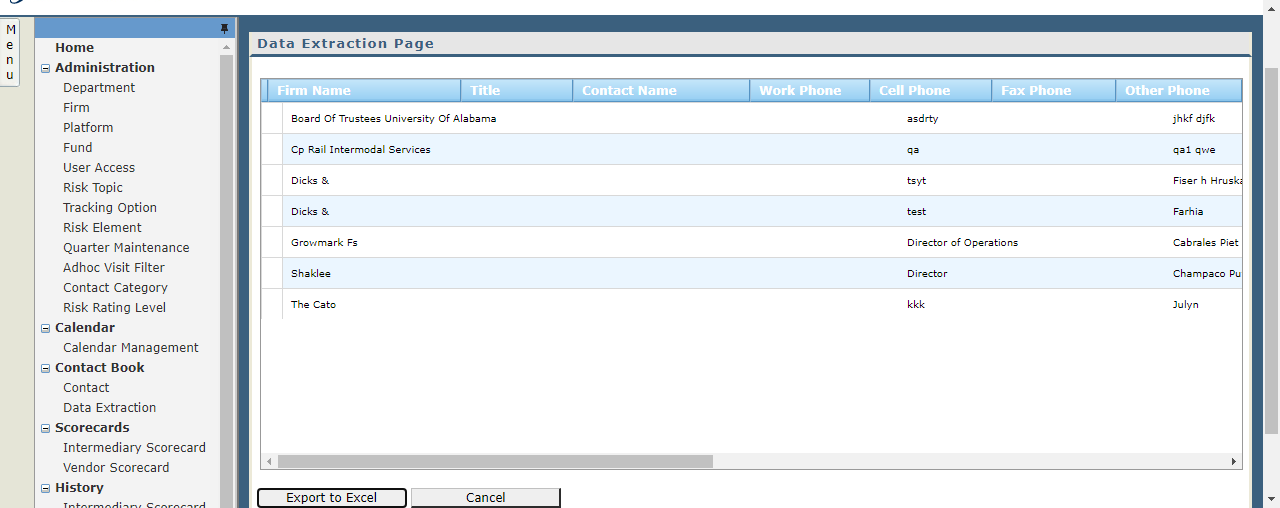 Menu
Home
Administration
Department
Firm
Platform
Fund
User Access
Risk Topic
Tracking Option
Risk Element
Quarter Maintenance
Adhoc Visit Filter
Contact Category
Risk Rating Level
Calendar
Calendar Management
Contact Book
Contact
Data Extraction
Scorecards
Intermediary Scorecard
Vendor Scorecard
History
Intermediary Scorecard
Data Extraction Page
Firm Name Title Contact Name Work Phone Cell Phone Fax Phone Other Phone
Board Of Trustees University Of Alabama asdrty jhkf djfk
Cp Rail Intermodal Services qa qa1 qwe
Dicks & tsyt Fiser h Hruska
Dicks & test Farhia
Growmark Fs Director of Operations Cabrales Piet
Shaklee Director Champaco Pu
The Cato kkk Julyn
Export to Excel Cancel